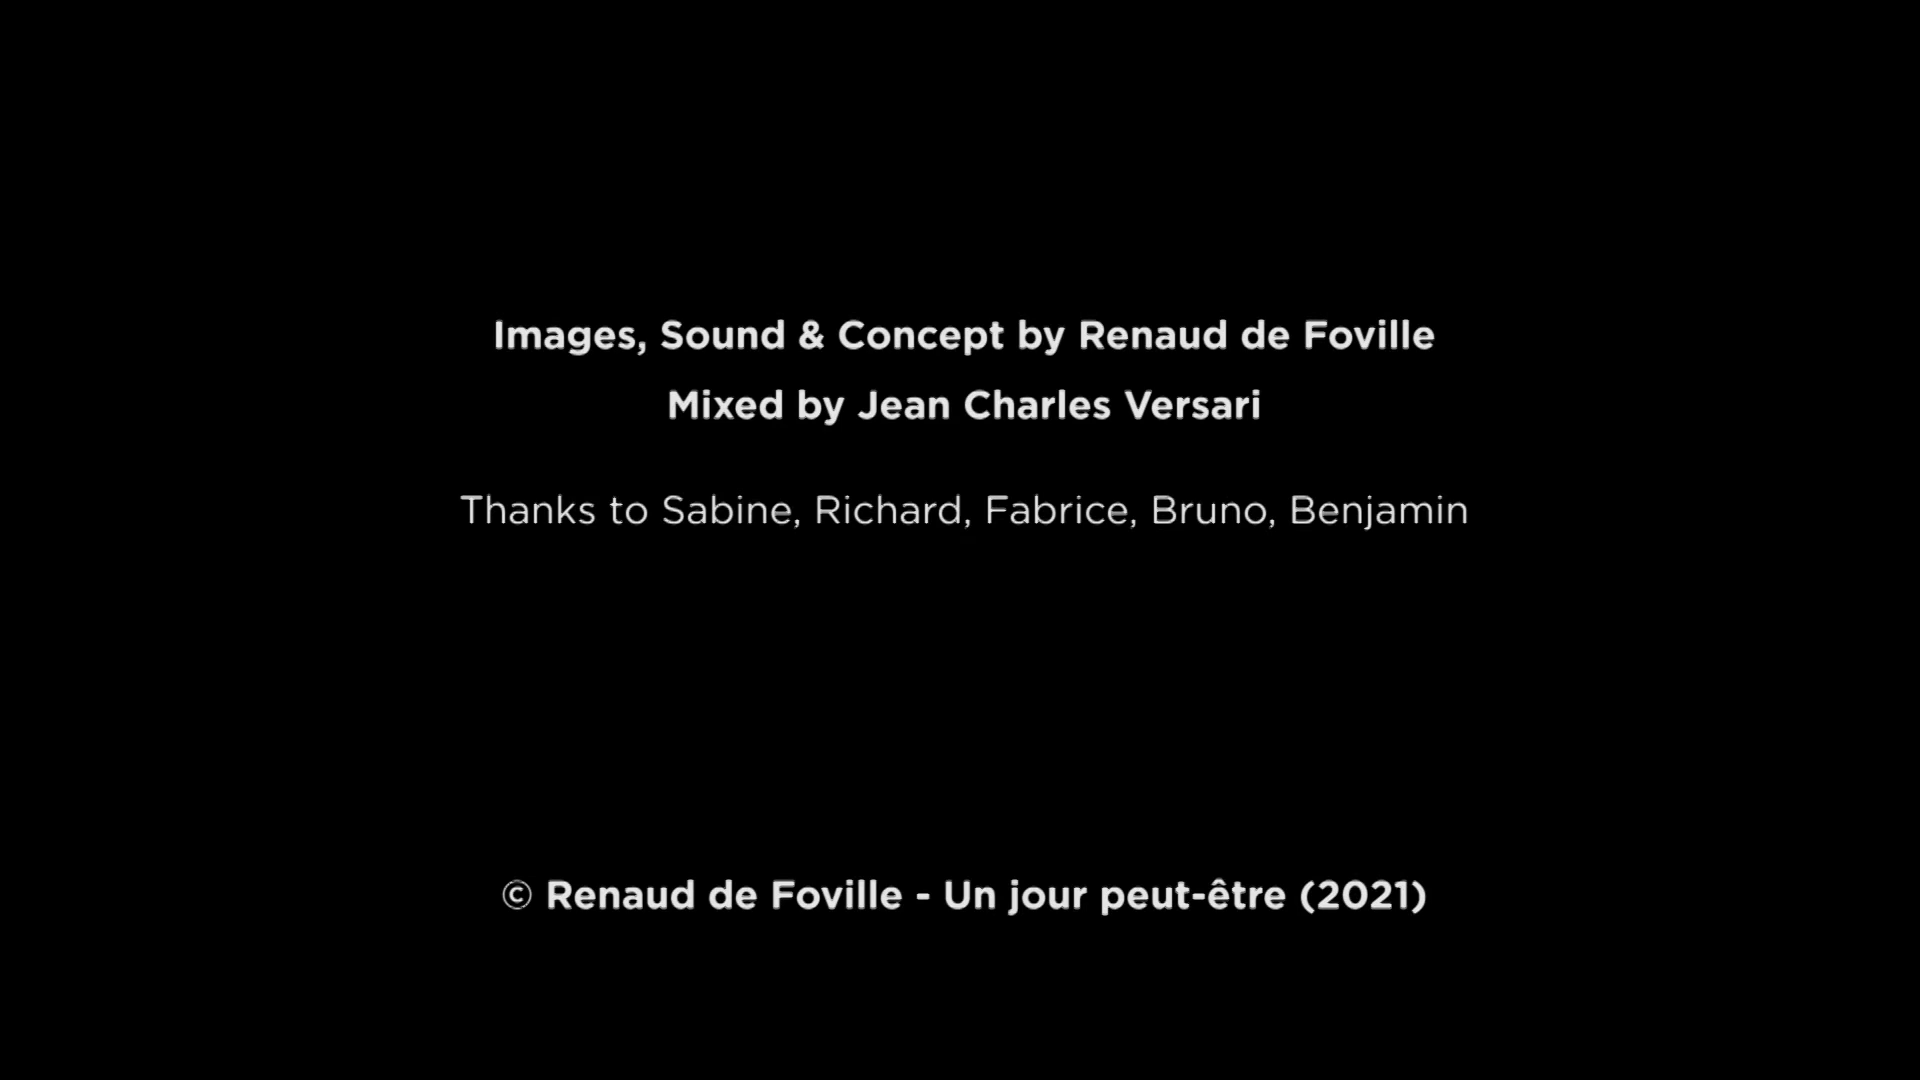 Images, Sound & Concept by Renaud de Foville
Mixed by Jean Charles Versari
Thanks to Sabine, Richard, Fabrice, Bruno, Benjamin
© Renaud de Foville - Un jour peut-être (2021)